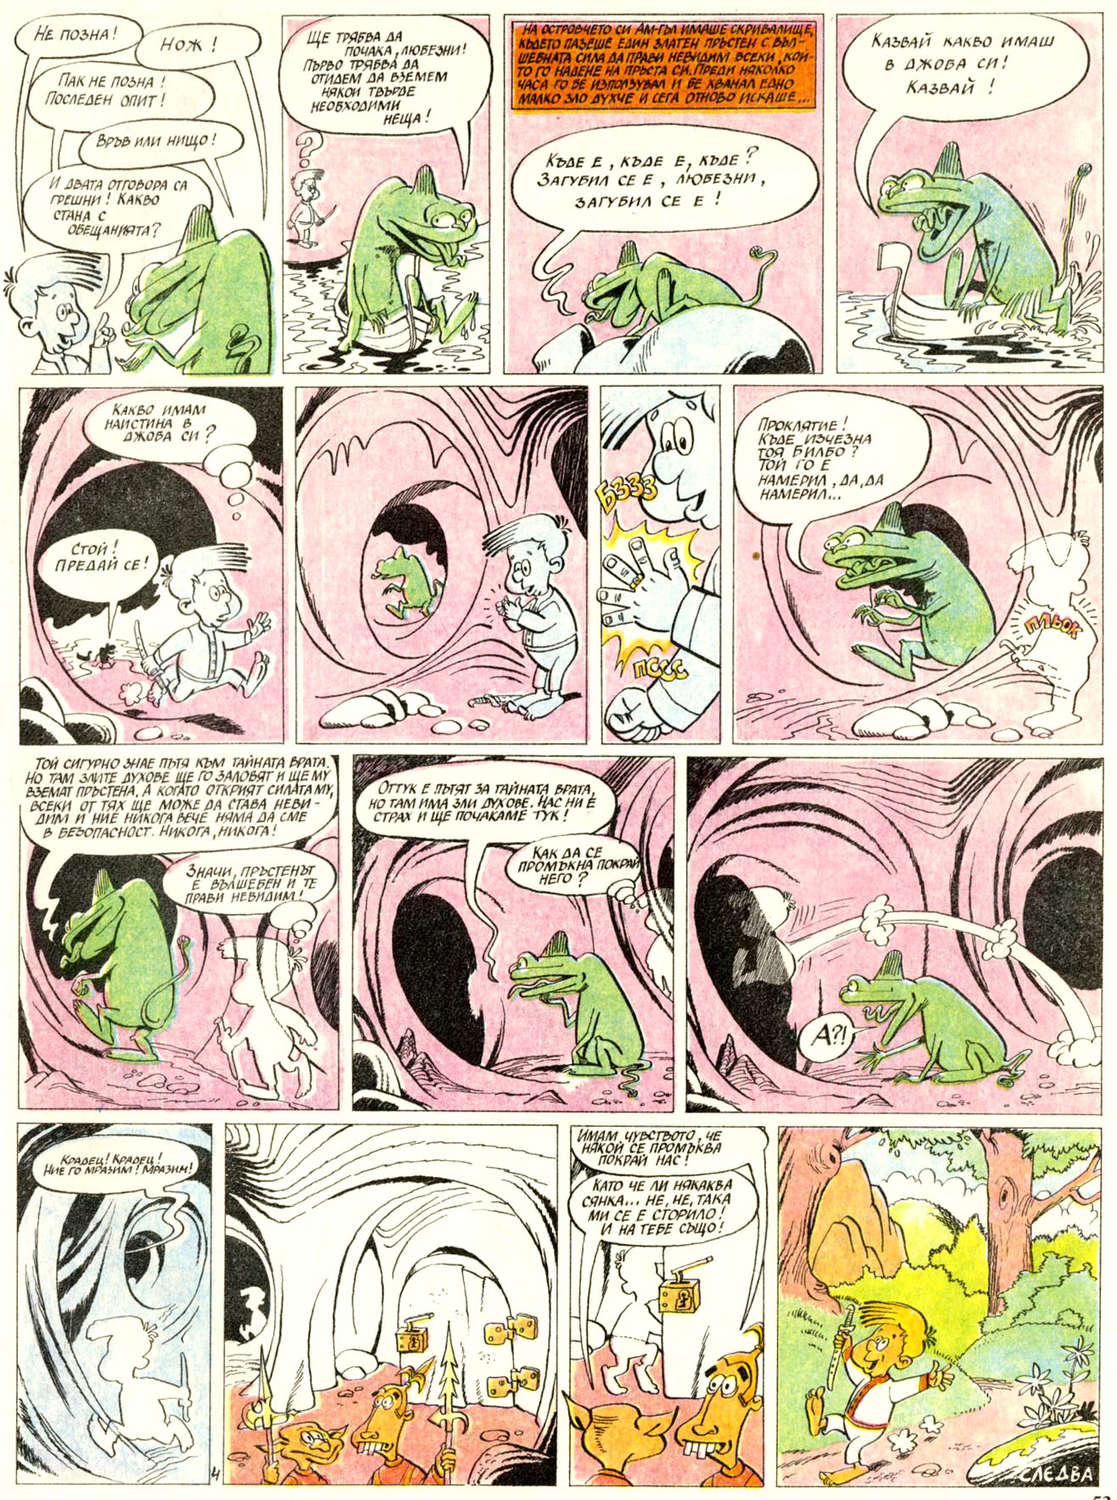 НЕ ПОЗНА!
НОЖ!
ПАК НЕ ПОЗНА!
ПОСЛЕДЕН ОПИТ!
ВРЪВ ИЛИ НИЩО!
И ДВАТА ОТГОВОРА СА
ГРЕШНИ! КАКВО
СТАНА С
ОБЕЩАНИЯТА?
ЩЕ ТРЯБВА ДА
ПОЧАКА, ЛЮБЕЗНИ!
ПЪРВО ТРЯБВА ДА
ОТИДЕМ ДА ВЗЕМЕМ
НЯКОИ ТВЪРДЕ
НЕОБХОДИМИ
НЕЩА!
?
НА ОСТРОВЧЕТО СИ АМ-ГЪЛ ИМАШЕ СКРИВАЛИЩЕ,
КЪДЕТО ПАЗЕШЕ ЕДИН ЗЛАТЕН ПРЪСТЕН С ВЪЛ-
ШЕБНАТА СИЛА ДА ПРАВИ НЕВИДИМ ВСЕКИ, КОЙ-
ТО ГО НАДЕНЕ НА ПРЪСТА СИ. ПРЕДИ НЯКОЛКО
ЧАСА ГО БЕ ИЗПОЛЗУВАЛ И БЕ ХВАНАЛ ЕДНО
МАЛКО ЗЛО ДУХЧЕ И СЕГА ОТНОВО ИСКАШЕ...
КЪДЕ Е, КЪДЕ Е, КЪДЕ?
ЗАГУБИЛ СЕ Е, ЛЮБЕЗНИ,
ЗАГУБИЛ СЕ Е!
КАЗВАЙ КАКВО ИМАШ
В ДЖОБА СИ!
КАЗВАЙ!
КАКВО ИМАМ
НАИСТИНА В
ДЖОБА СИ?
СТОЙ!
ПРЕДАЙ СЕ!
БЗЗЗ
ПССС
ПРОКЛЯТИЕ!
КЪДЕ ИЗЧЕЗНА
ТОЯ БИЛБО?
ТОЙ ГО Е
НАМЕРИЛ, ДА, ДА
НАМЕРИЛ...
ПЛЬОК
ТОЙ СИГУРНО ЗНАЕ ПЪТЯ КЪМ ТАЙНАТА ВРАТА.
НО ТАМ ЗЛИТЕ ДУХОВЕ ЩЕ ГО ЗАЛОВЯТ И ЩЕ МУ
ВЗЕМАТ ПРЪСТЕНА, А КОГАТО ОТКРИЯТ СИЛАТА МУ,
ВСЕКИ ОТ ТЯХ ЩЕ МОЖЕ ДА СТАВА НЕВИ-
ДИМ И НИЕ НИКОГА ВЕЧЕ НЯМА ДА СМЕ
В БЕЗОПАСНОСТ. НИКОГА, НИКОГА!
ЗНАЧИ, ПРЪСТЕНЪТ
Е ВЪЛШЕБЕН И ТЕ
ПРАВИ НЕВИДИМ!
ОТТУК Е ПЪТЯТ ЗА ТАЙНАТА ВРАТА,
НО ТАМ ИМА ЗЛИ ДУХОВЕ. НАС НИ Е
СТРАХ И ЩЕ ПОЧАКАМЕ ТУК!
КАК ДА СЕ
ПРОМЪКНА ПОКРАЙ
НЕГО?
А?!
КРАДЕЦ! КРАДЕЦ!
НИЕ ГО МРАЗИМ! МРАЗИМ!
4
ИМАМ ЧУВСТВОТО, ЧЕ
НЯКОЙ СЕ ПРОМЪКВА
ПОКРАЙ НАС!
КАТО ЧЕ ЛИ НЯКАКВА
СЯНКА... НЕ, НЕ, ТАКА
МИ СЕ Е СТОРИЛО!
И НА ТЕБЕ СЪЩО!
СЛЕДВА